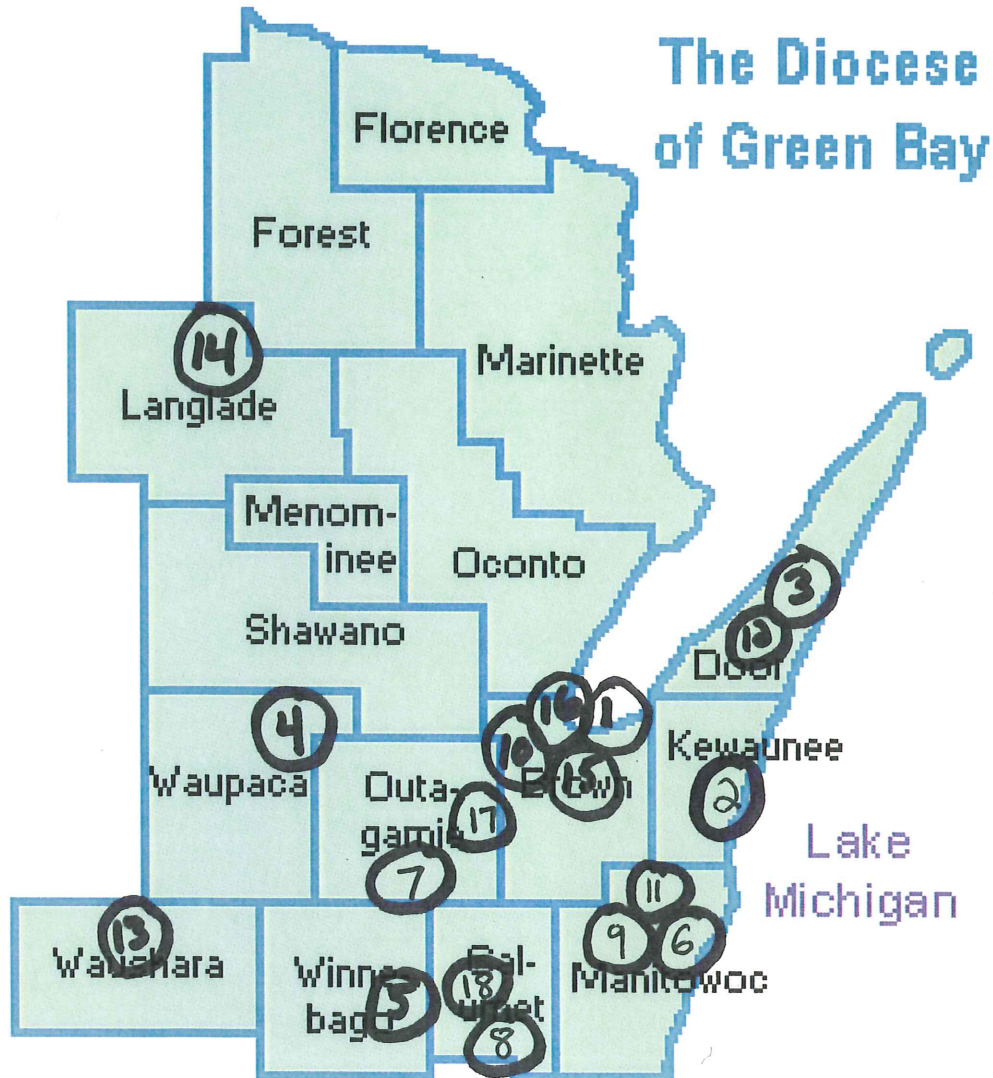 The Diocese
of Green Bay
Florence
Forest
14
Marinette
Langlade
Menom-
inee
Oconto
3
12
Door
Shawano
4
16
1
10
Kewaunee
Waupaca
Outa-
gamie
15
Brown
2
17
7
Lake
Michigan
11
13
9
6
Waushara
Winne-
bago
5
Cal-
umet
18
Manitowoc
8